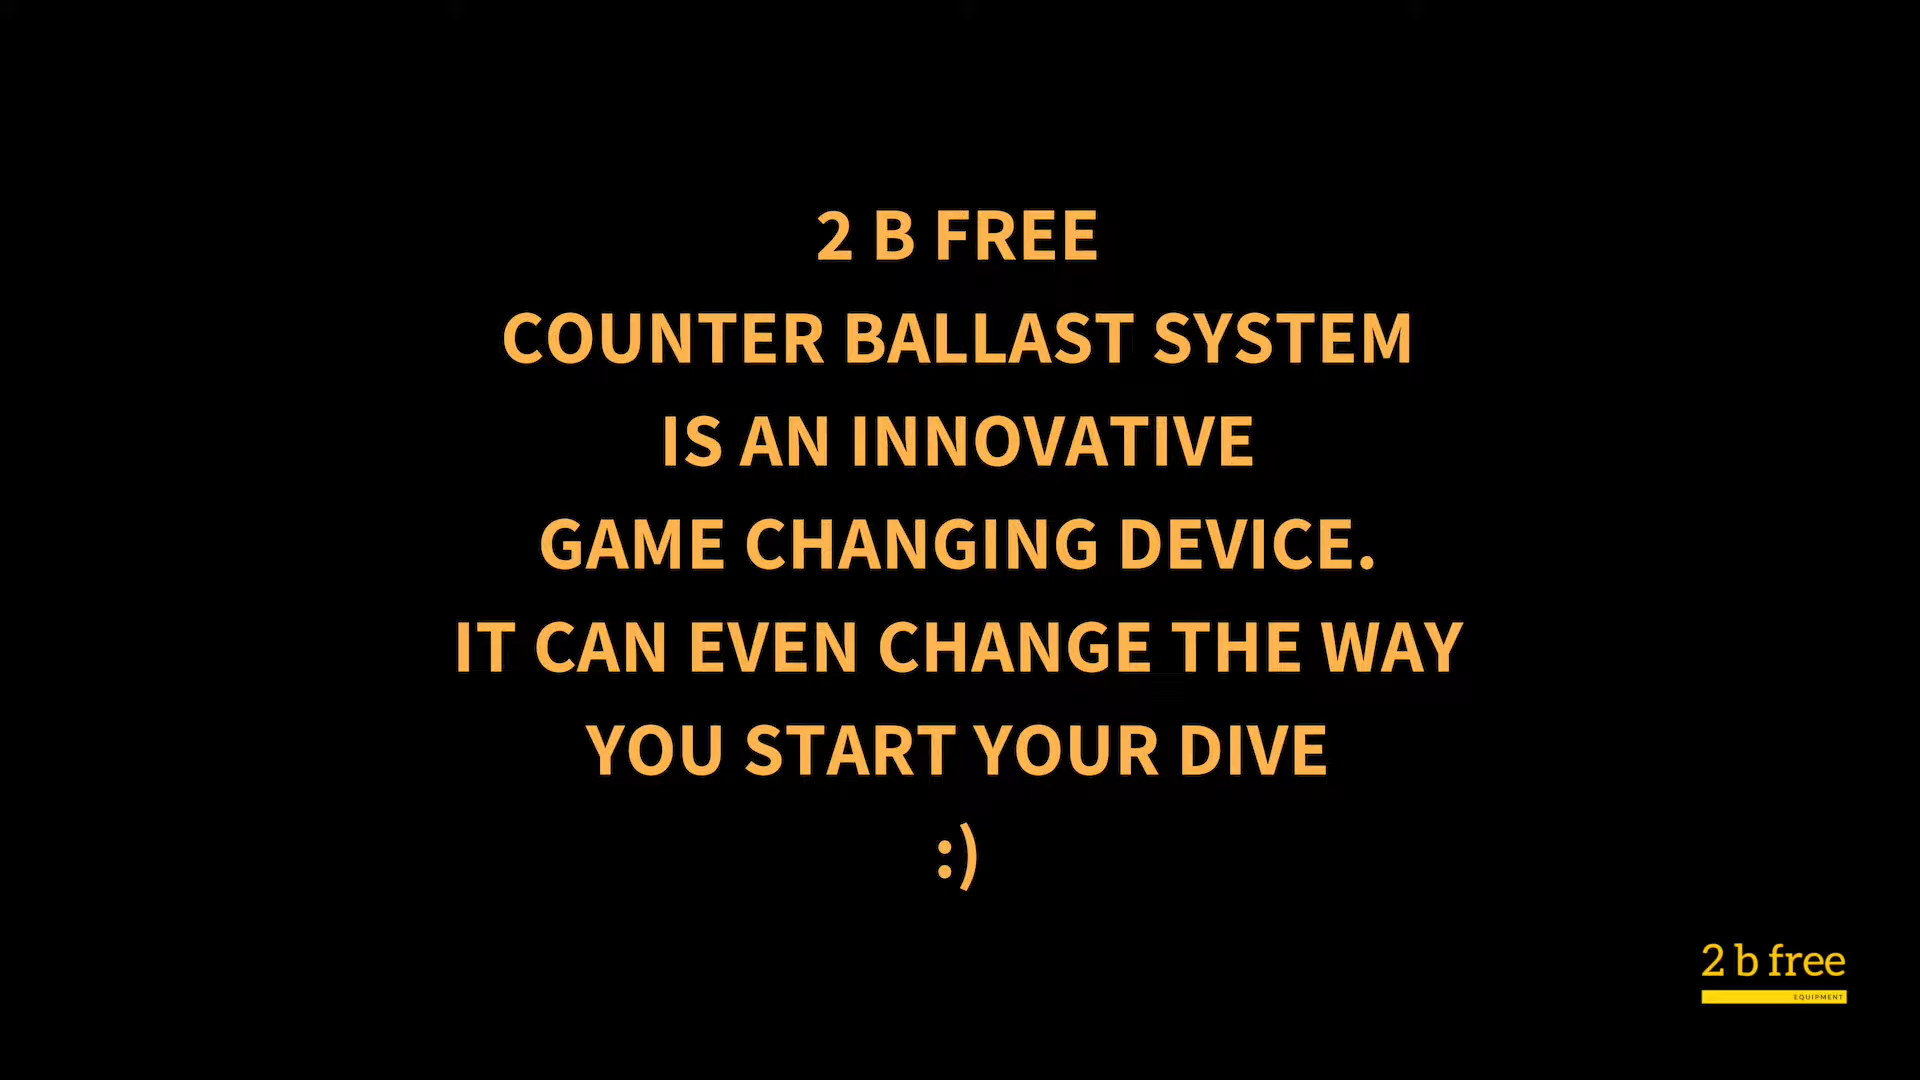 2 B FREE
COUNTER BALLAST SYSTEM
IS AN INNOVATIVE
GAME CHANGING DEVICE.
IT CAN EVEN CHANGE THE WAY
YOU START YOUR DIVE
:)
2 b free
EQUIPMENT